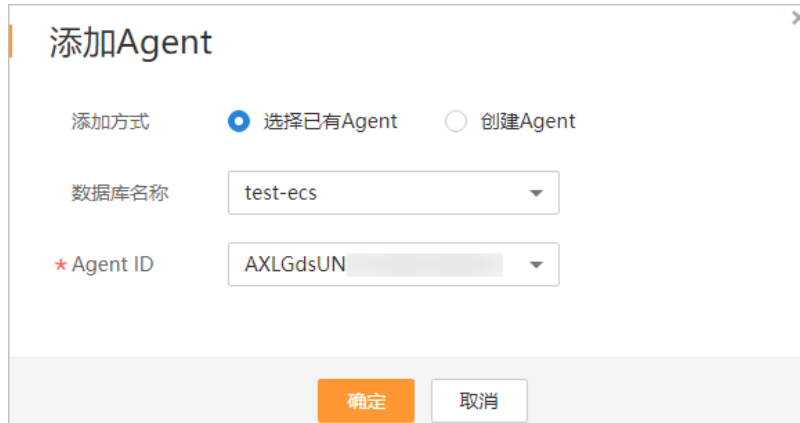 添加Agent
添加方式 选择已有Agent 创建Agent
数据库名称 test-ecs
* Agent ID AXLGdsUN
确定 取消